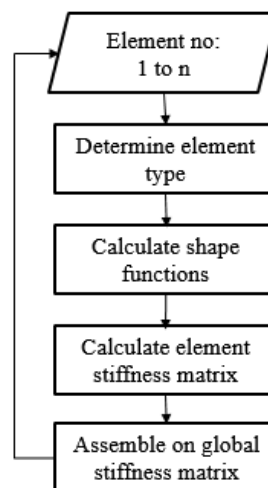 Element no:
1 to n
Determine element
type
Calculate shape
functions
Calculate element
stiffness matrix
Assemble on global
stiffness matrix